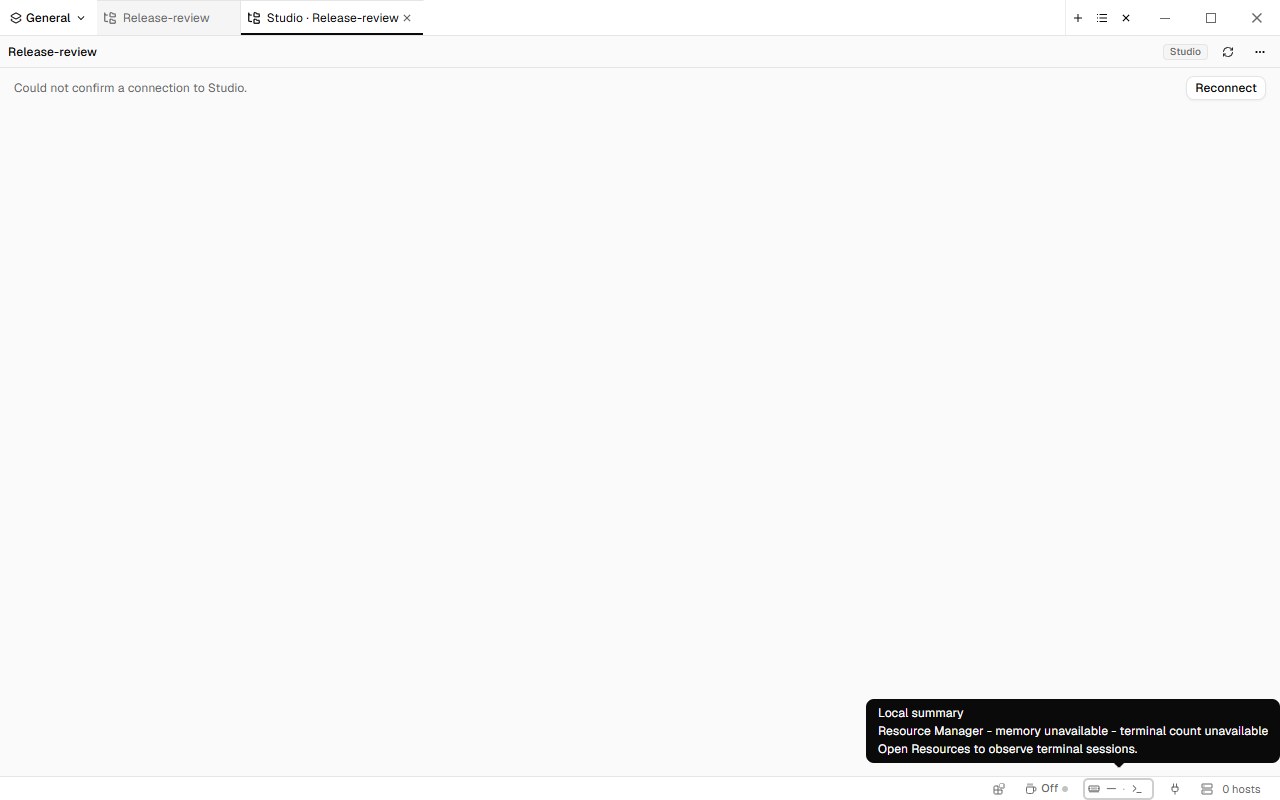 General
Release-review
Studio · Release-review
Release-review
Studio
Could not confirm a connection to Studio.
Reconnect
Local summary
Resource Manager - memory unavailable - terminal count unavailable
Open Resources to observe terminal sessions.
Off
— ·
0 hosts